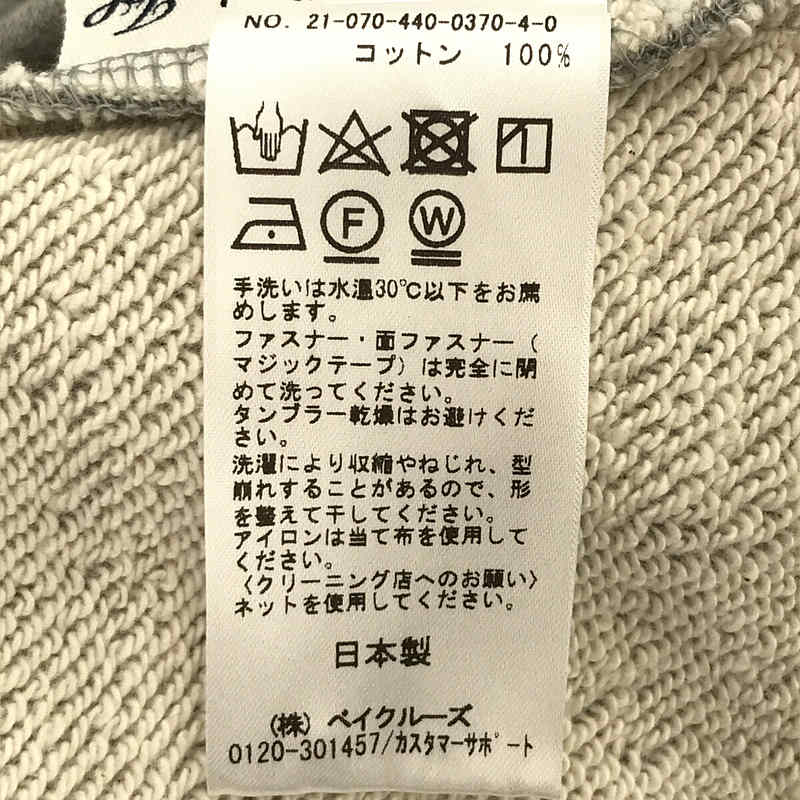 NO. 21-070-440-0370-4-0
コットン 100%
F
W
手洗いは水温30℃以下をお薦
めします。
ファスナー・面ファスナー（
マジックテープ）は完全に閉
めて洗ってください。
タンブラー乾燥はお避けくだ
さい。
洗濯により収縮やねじれ、型
崩れすることがあるので、形
を整えて干してください。
アイロンは当て布を使用して
ください。
〈クリーニング店へのお願い〉
ネットを使用してください。
日本製
（株）ベイクルーズ
0120-301457/カスタマーサポート